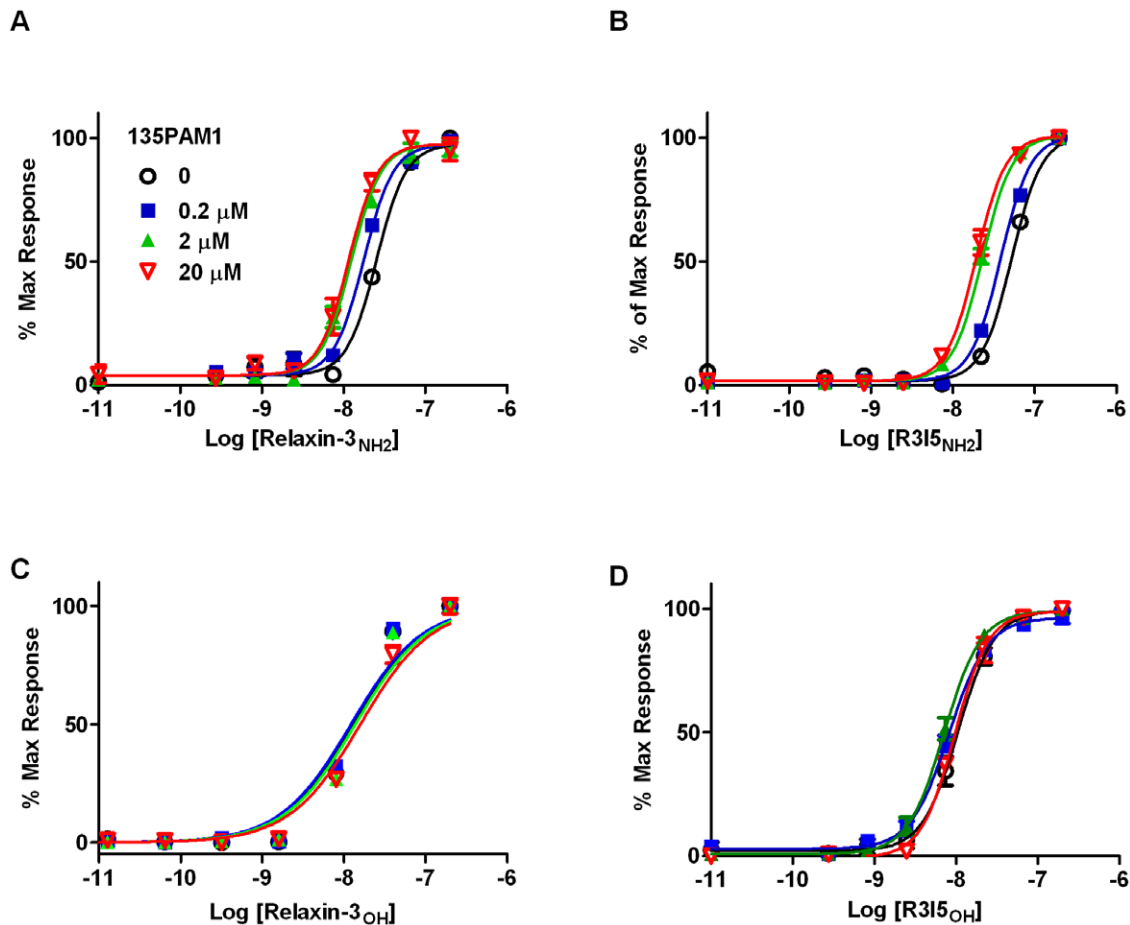 A
% Max Response
100
50
0
135PAM1
0
0.2 μM
2 μM
20 μM
-11 -10 -9 -8 -7 -6
Log [Relaxin-3NH2]
B
% of Max Response
100
50
0
-11 -10 -9 -8 -7 -6
Log [R3I5NH2]
C
% Max Response
100
50
0
-11 -10 -9 -8 -7 -6
Log [Relaxin-3OH]
D
% Max Response
100
50
0
-11 -10 -9 -8 -7 -6
Log [R3I5OH]